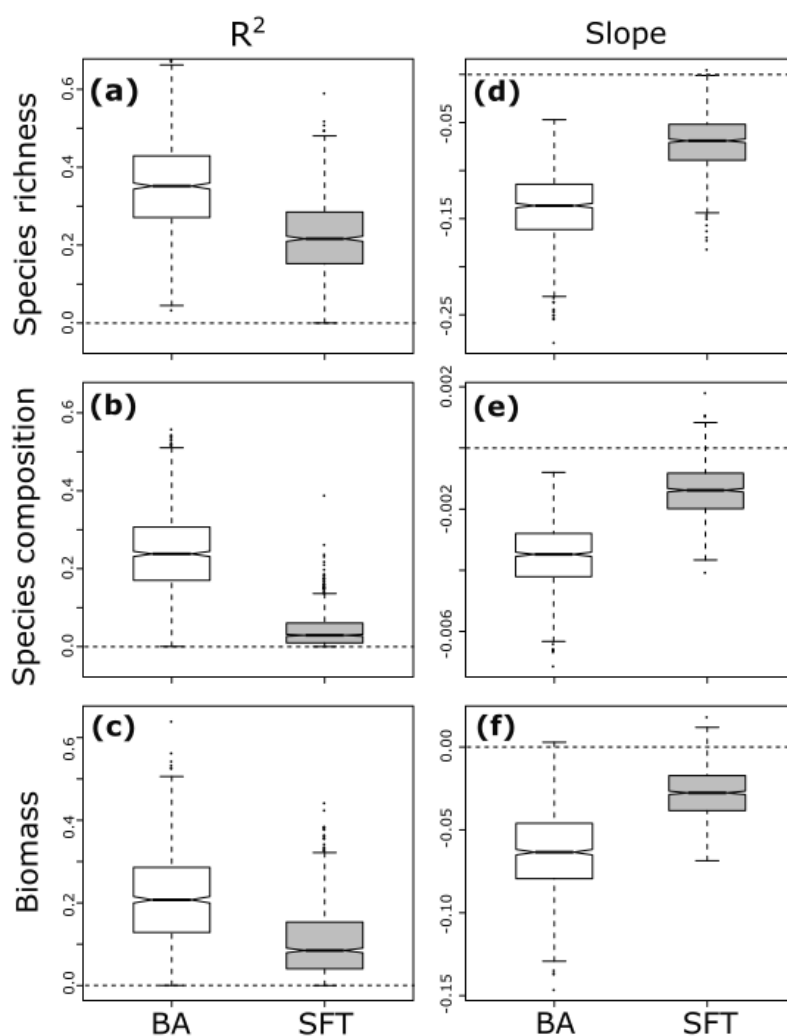 R² Slope
Species richness
(a)
0.6
0.4
0.2
0.0
(d)
-0.05
-0.15
-0.25
Species composition
(b)
0.6
0.4
0.2
0.0
(e)
0.002
-0.002
-0.006
Biomass
(c)
0.6
0.4
0.2
0.0
(f)
0.00
-0.05
-0.10
-0.15
BA SFT BA SFT